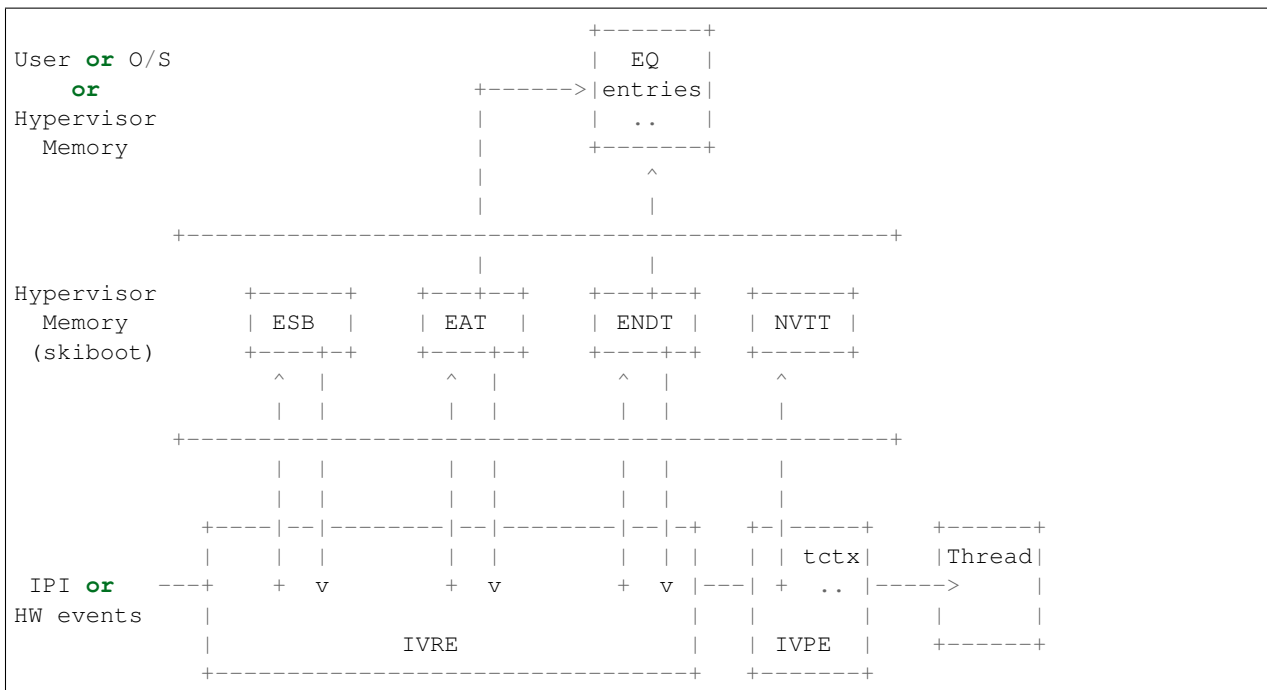 +-------+
User or O/S                             |  EQ   |
    or                          +------>|entries|
Hypervisor                      |       |  ..   |
  Memory                        |       +-------+
                                |           ^
                                |           |
           +-------------------------------------------------+
                                |           |
Hypervisor      +------+    +---+--+    +---+--+    +------+
  Memory        | ESB  |    | EAT  |    | ENDT |    | NVTT |
 (skiboot)      +----+-+    +----+-+    +----+-+    +------+
                  ^  |        ^  |        ^  |        ^
                  |  |        |  |        |  |        |
           +-------------------------------------------------+
                  |  |        |  |        |  |        |
                  |  |        |  |        |  |        |
             +----|--|--------|--|--------|--|-+    +-|-----+    +------+
             |    |  |        |  |        |  | |    | | tctx|    |Thread|
 IPI or   ---+    +  v        +  v        +  v |---| +  .. |----->     |
HW events    |                                 |    |       |    |      |
             |             IVRE                |    | IVPE  |    +------+
             +---------------------------------+    +-------+